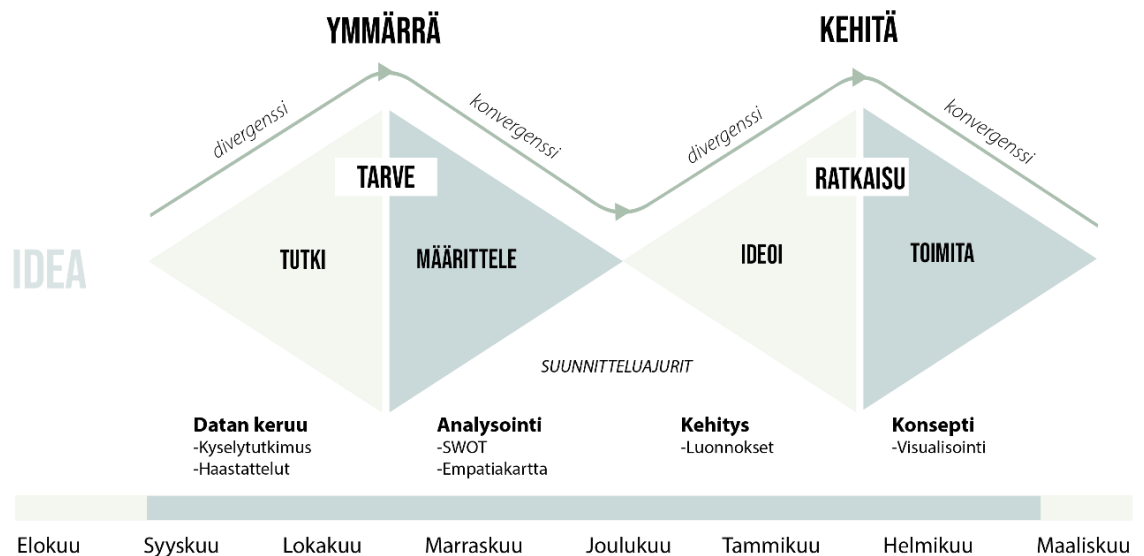 YMMÄRRÄ
KEHITÄ
divergenssi
konvergenssi
divergenssi
konvergenssi
TARVE
RATKAISU
IDEA
TUTKI
MÄÄRITTELE
IDEOI
TOIMITA
SUUNNITTELUAJURIT
Datan keruu
-Kyselytutkimus
-Haastattelut
Analysointi
-SWOT
-Empatiakartta
Kehitys
-Luonnokset
Konsepti
-Visualisointi
Elokuu
Syyskuu
Lokakuu
Marraskuu
Joulukuu
Tammikuu
Helmikuu
Maaliskuu